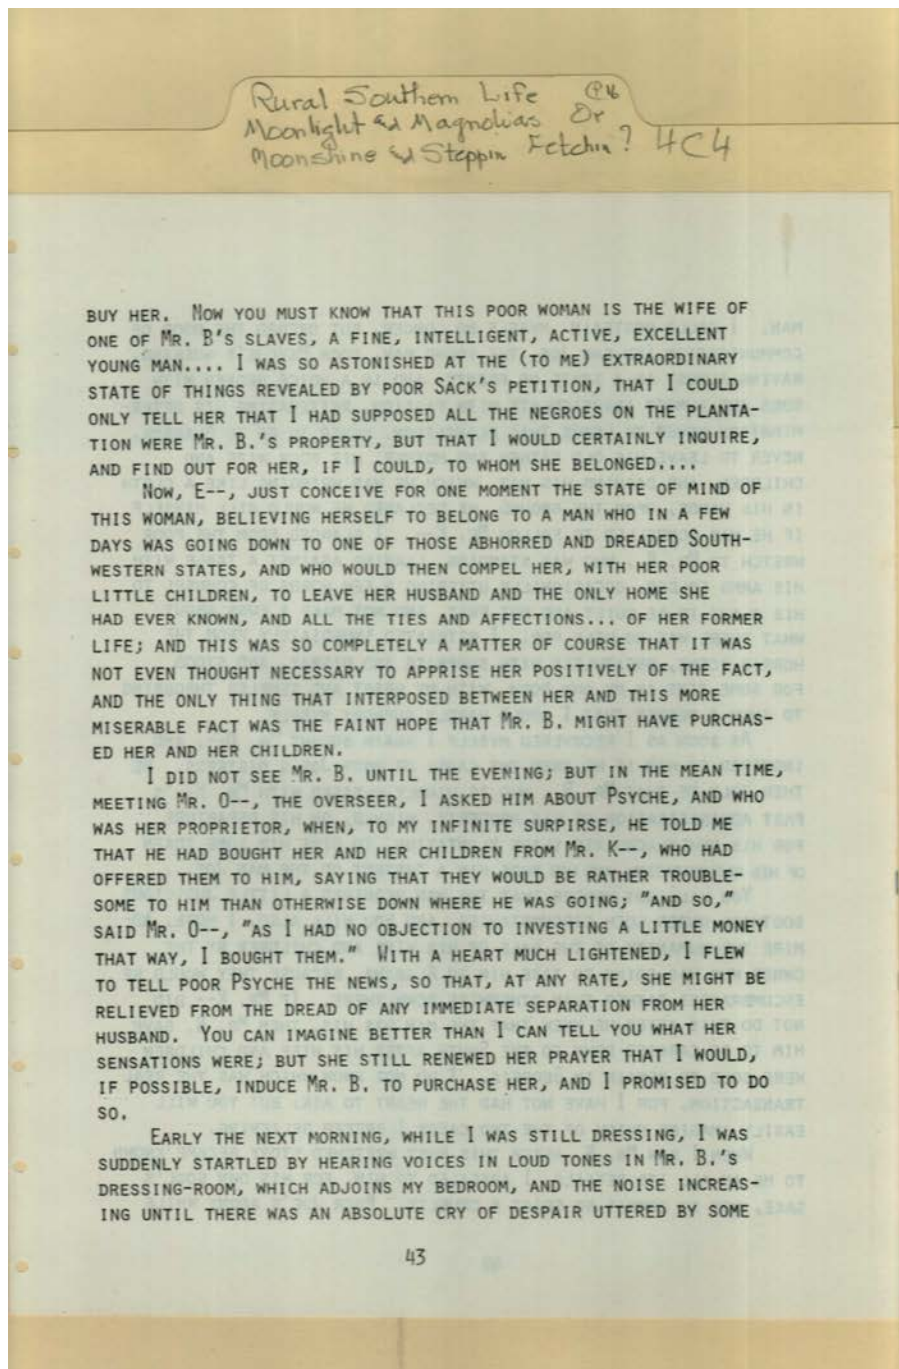 Rural Southern Life
Moonlight & Magnolias Or
Moonshine & Steppin Fetchin? 4C4
BUY HER. NOW YOU MUST KNOW THAT THIS POOR WOMAN IS THE WIFE OF
ONE OF MR. B'S SLAVES, A FINE, INTELLIGENT, ACTIVE, EXCELLENT
YOUNG MAN.... I WAS SO ASTONISHED AT THE (TO ME) EXTRAORDINARY
STATE OF THINGS REVEALED BY POOR SACK'S PETITION, THAT I COULD
ONLY TELL HER THAT I HAD SUPPOSED ALL THE NEGROES ON THE PLANTA-
TION WERE MR. B.'S PROPERTY, BUT THAT I WOULD CERTAINLY INQUIRE,
AND FIND OUT FOR HER, IF I COULD, TO WHOM SHE BELONGED....
NOW, E--, JUST CONCEIVE FOR ONE MOMENT THE STATE OF MIND OF
THIS WOMAN, BELIEVING HERSELF TO BELONG TO A MAN WHO IN A FEW
DAYS WAS GOING DOWN TO ONE OF THOSE ABHORRED AND DREADED SOUTH-
WESTERN STATES, AND WHO WOULD THEN COMPEL HER, WITH HER POOR
LITTLE CHILDREN, TO LEAVE HER HUSBAND AND THE ONLY HOME SHE
HAD EVER KNOWN, AND ALL THE TIES AND AFFECTIONS... OF HER FORMER
LIFE; AND THIS WAS SO COMPLETELY A MATTER OF COURSE THAT IT WAS
NOT EVEN THOUGHT NECESSARY TO APPRISE HER POSITIVELY OF THE FACT,
AND THE ONLY THING THAT INTERPOSED BETWEEN HER AND THIS MORE
MISERABLE FACT WAS THE FAINT HOPE THAT MR. B. MIGHT HAVE PURCHAS-
ED HER AND HER CHILDREN.
I DID NOT SEE MR. B. UNTIL THE EVENING; BUT IN THE MEAN TIME,
MEETING MR. O--, THE OVERSEER, I ASKED HIM ABOUT PSYCHE, AND WHO
WAS HER PROPRIETOR, WHEN, TO MY INFINITE SURPIRSE, HE TOLD ME
THAT HE HAD BOUGHT HER AND HER CHILDREN FROM MR. K--, WHO HAD
OFFERED THEM TO HIM, SAYING THAT THEY WOULD BE RATHER TROUBLE-
SOME TO HIM THAN OTHERWISE DOWN WHERE HE WAS GOING; "AND SO,"
SAID MR. O--, "AS I HAD NO OBJECTION TO INVESTING A LITTLE MONEY
THAT WAY, I BOUGHT THEM." WITH A HEART MUCH LIGHTENED, I FLEW
TO TELL POOR PSYCHE THE NEWS, SO THAT, AT ANY RATE, SHE MIGHT BE
RELIEVED FROM THE DREAD OF ANY IMMEDIATE SEPARATION FROM HER
HUSBAND. YOU CAN IMAGINE BETTER THAN I CAN TELL YOU WHAT HER
SENSATIONS WERE; BUT SHE STILL RENEWED HER PRAYER THAT I WOULD,
IF POSSIBLE, INDUCE MR. B. TO PURCHASE HER, AND I PROMISED TO DO
SO.
EARLY THE NEXT MORNING, WHILE I WAS STILL DRESSING, I WAS
SUDDENLY STARTLED BY HEARING VOICES IN LOUD TONES IN MR. B.'S
DRESSING-ROOM, WHICH ADJOINS MY BEDROOM, AND THE NOISE INCREAS-
ING UNTIL THERE WAS AN ABSOLUTE CRY OF DESPAIR UTTERED BY SOME
43